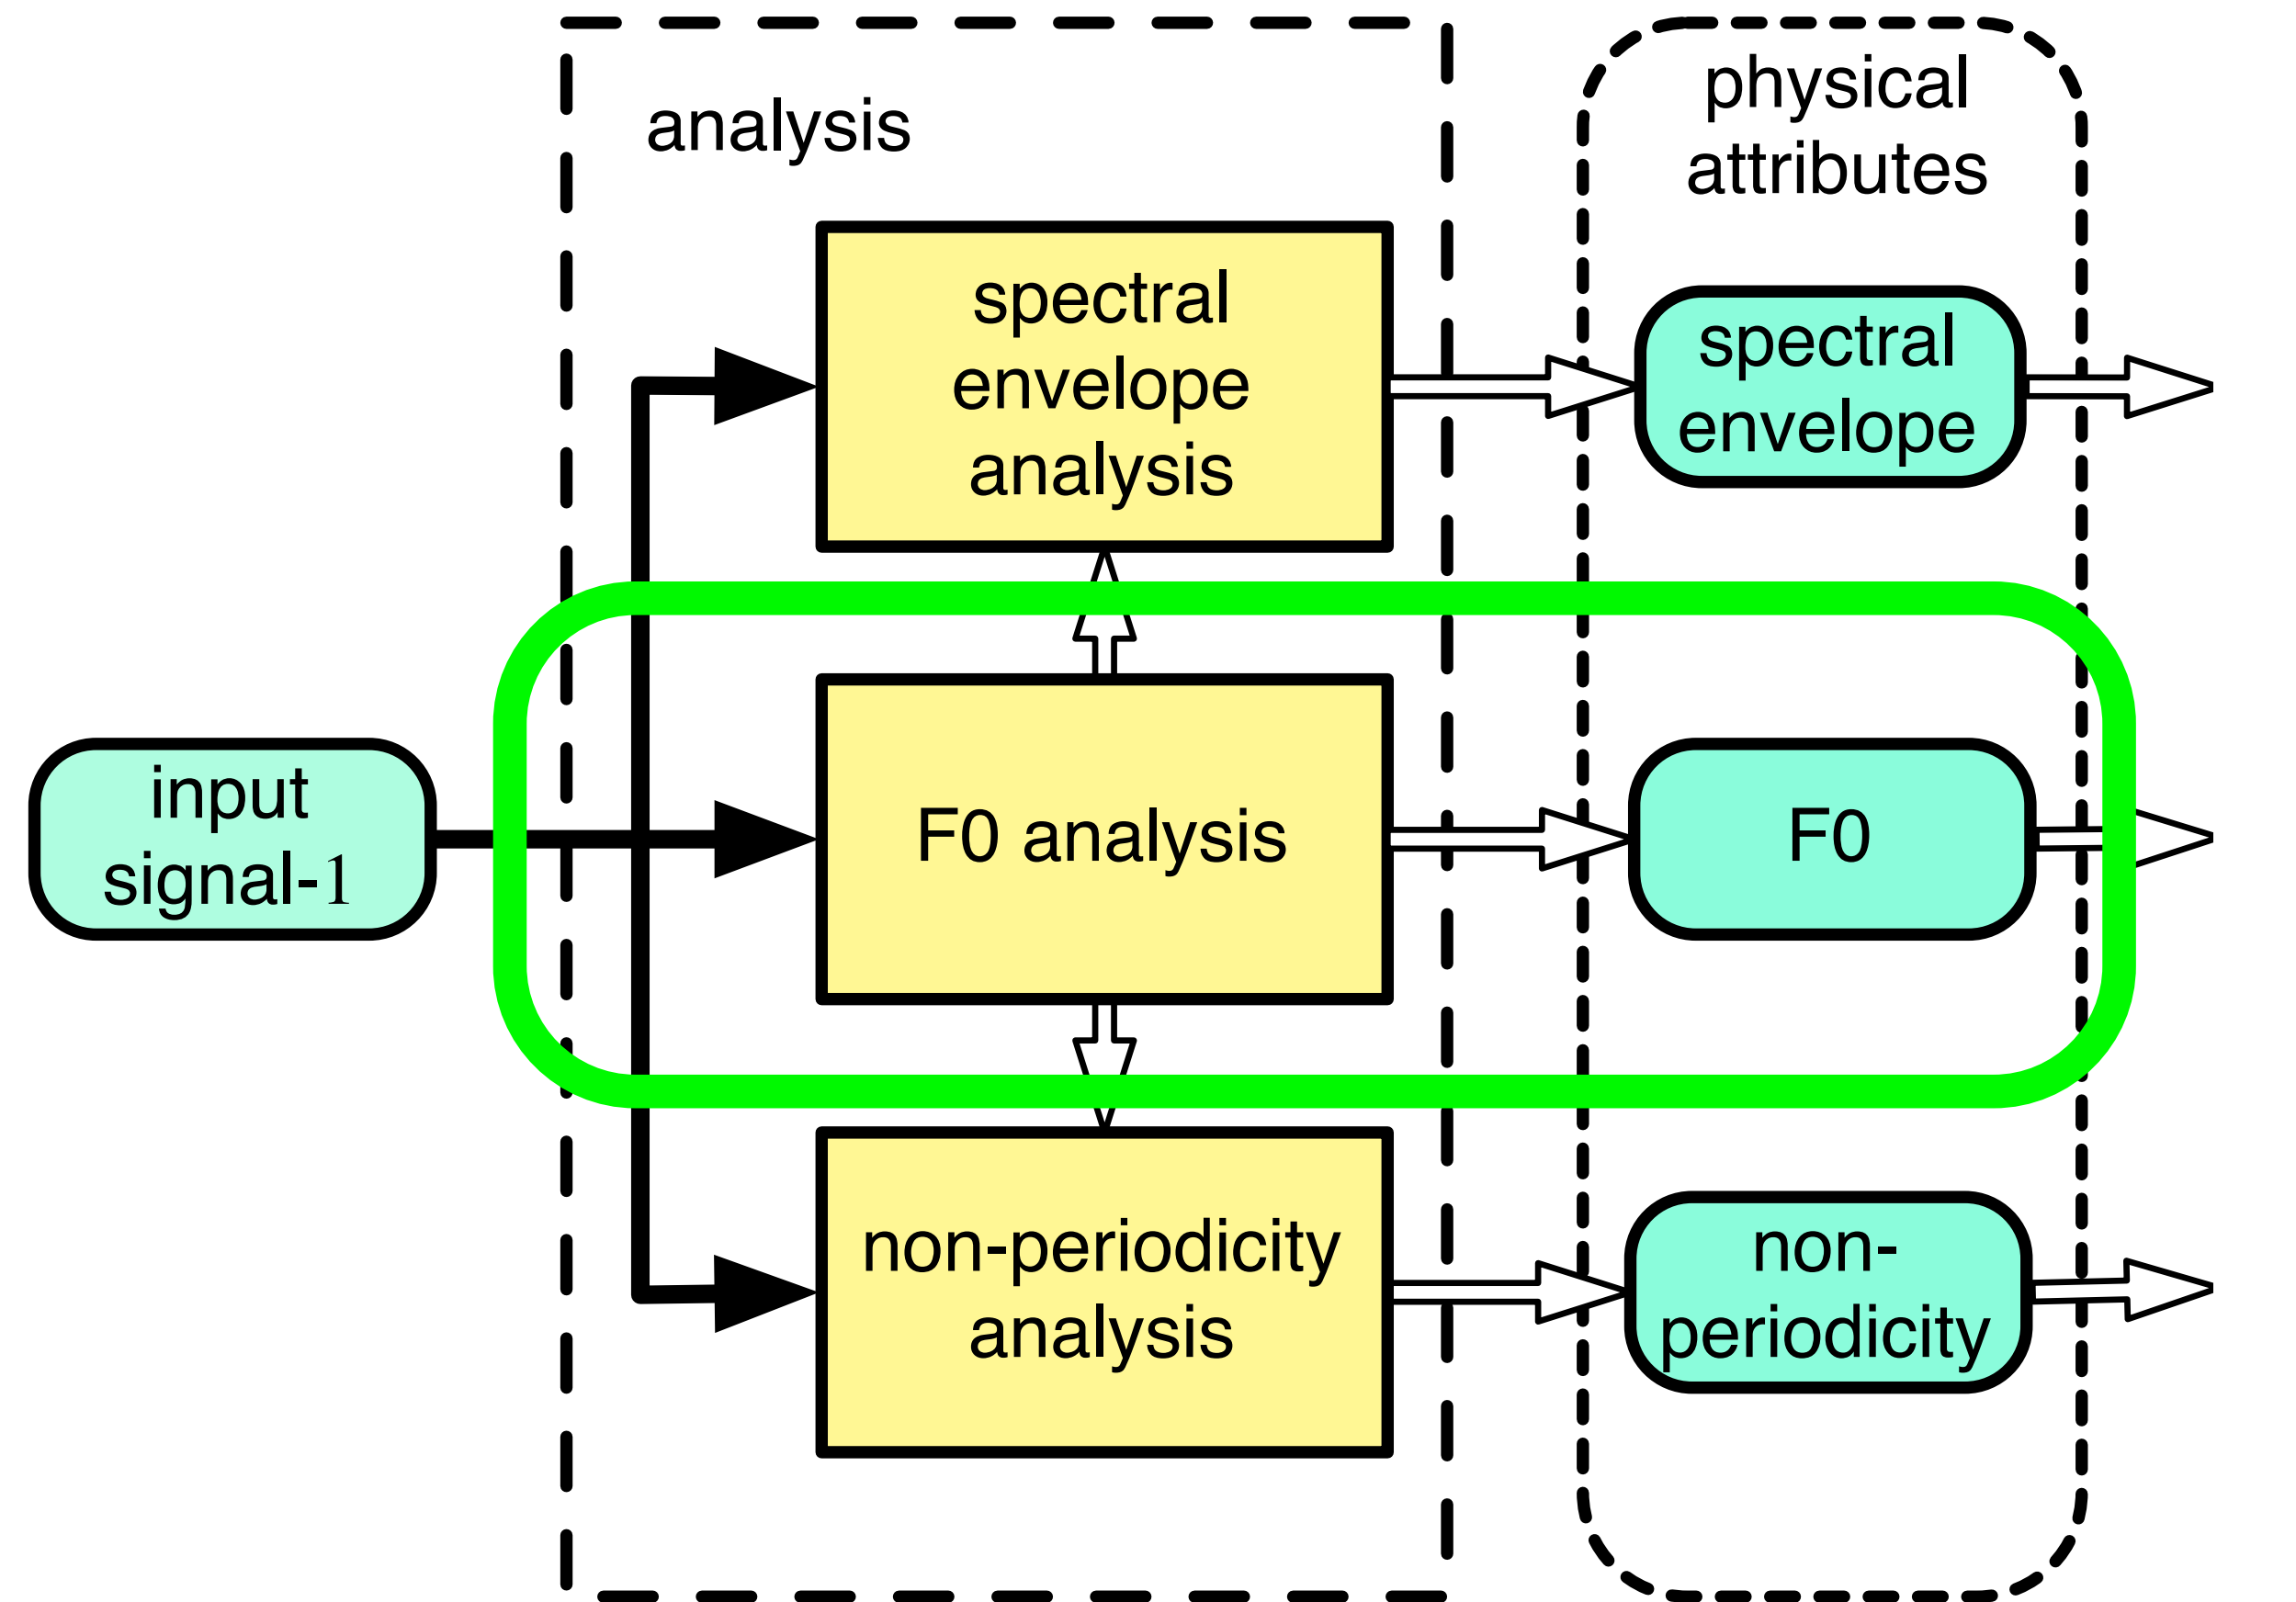 analysis
physical
attributes
spectral
envelope
analysis
spectral
envelope
input
signal-1
F0 analysis
F0
non-periodicity
analysis
non-
periodicity